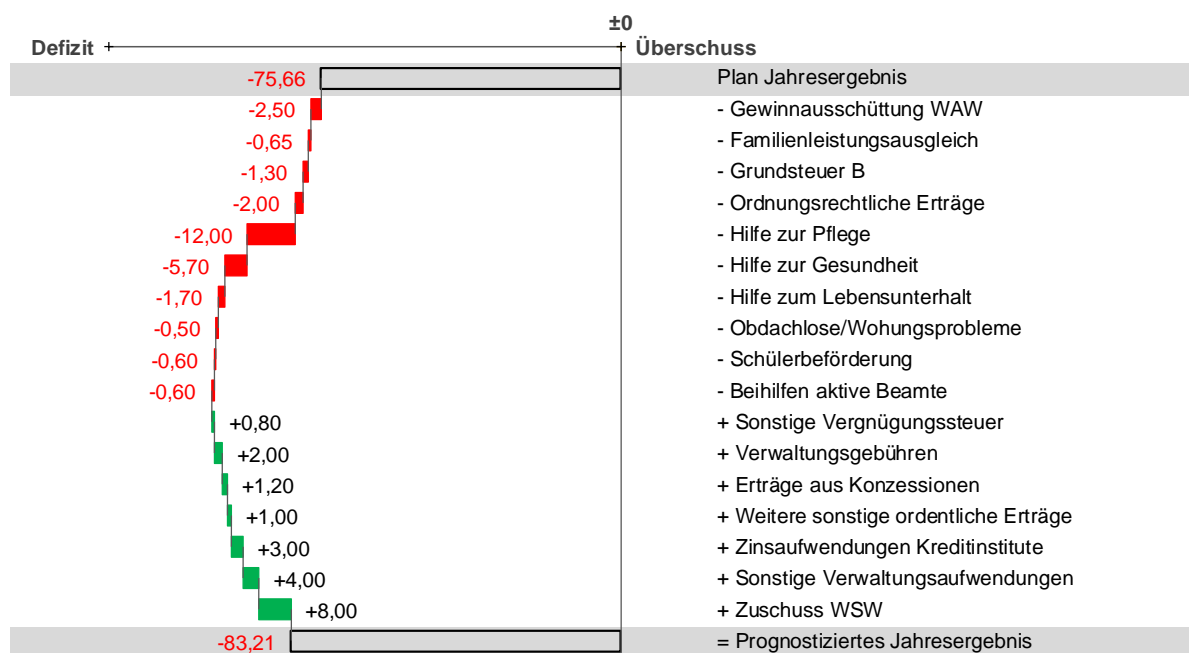 ±0
Defizit Überschuss
-75,66 Plan Jahresergebnis
-2,50 - Gewinnausschüttung WAW
-0,65 - Familienleistungsausgleich
-1,30 - Grundsteuer B
-2,00 - Ordnungsrechtliche Erträge
-12,00 - Hilfe zur Pflege
-5,70 - Hilfe zur Gesundheit
-1,70 - Hilfe zum Lebensunterhalt
-0,50 - Obdachlose/Wohungsprobleme
-0,60 - Schülerbeförderung
-0,60 - Beihilfen aktive Beamte
+0,80 + Sonstige Vergnügungssteuer
+2,00 + Verwaltungsgebühren
+1,20 + Erträge aus Konzessionen
+1,00 + Weitere sonstige ordentliche Erträge
+3,00 + Zinsaufwendungen Kreditinstitute
+4,00 + Sonstige Verwaltungsaufwendungen
+8,00 + Zuschuss WSW
-83,21 = Prognostiziertes Jahresergebnis